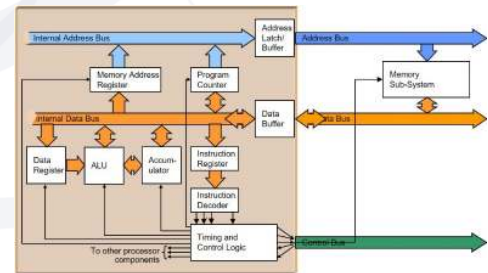 Internal Address Bus
Address
Latch/
Buffer
Address Bus
Memory Address
Register
Program
Counter
Memory
Sub-System
Internal Data Bus
Data
Buffer
Data Bus
Data
Register
ALU
Accum-
ulator
Instruction
Register
Instruction
Decoder
Timing and
Control Logic
Control Bus
To other processor
components